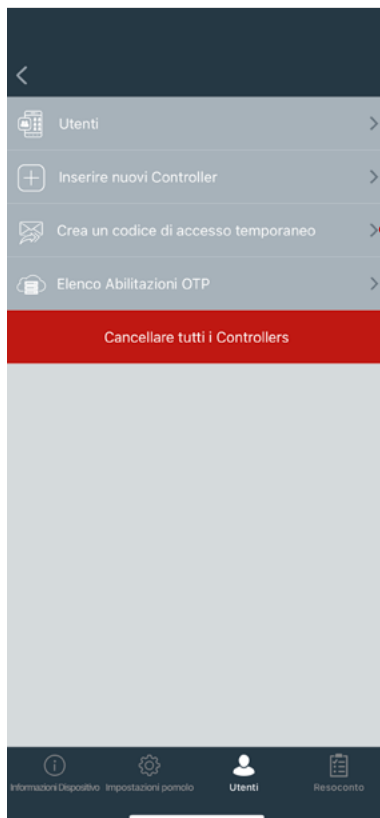 Utenti
Inserire nuovi Controller
Crea un codice di accesso temporaneo
Elenco Abilitazioni OTP
Cancellare tutti i Controllers
Informazioni Dispositivo Impostazioni pomolo Utenti Resoconto